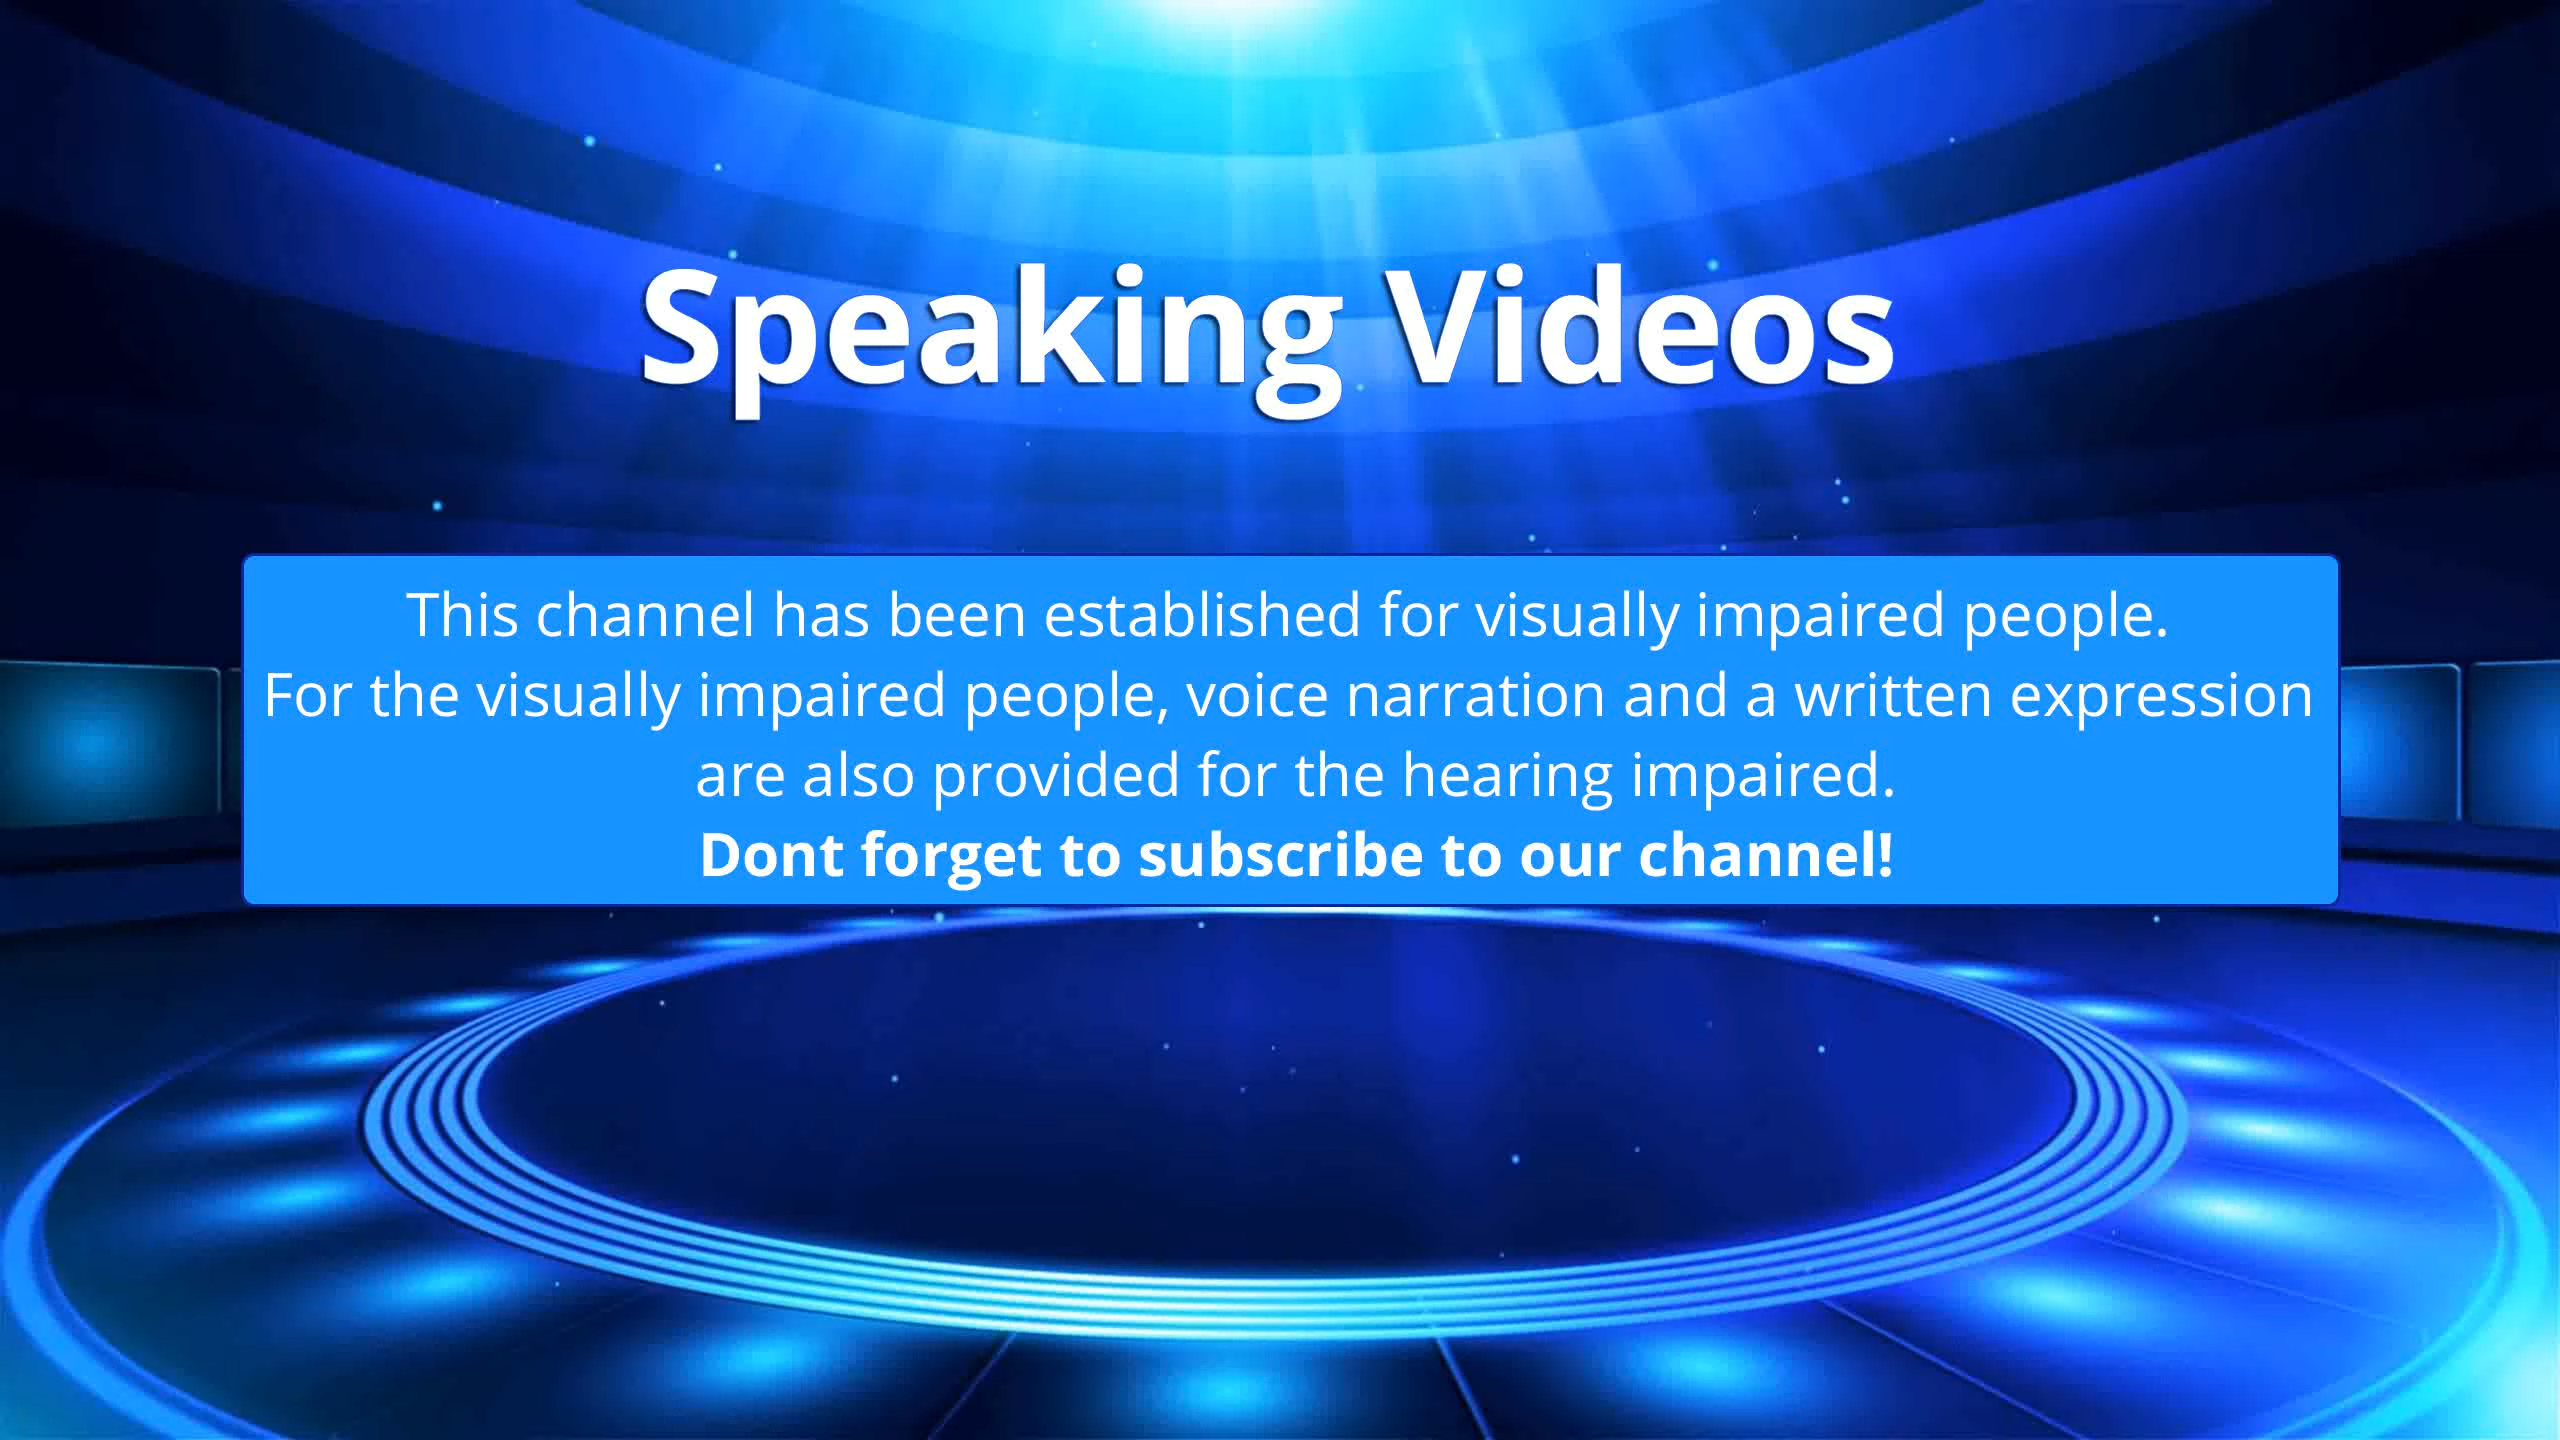 Speaking Videos
This channel has been established for visually impaired people.
For the visually impaired people, voice narration and a written expression
are also provided for the hearing impaired.
Dont forget to subscribe to our channel!